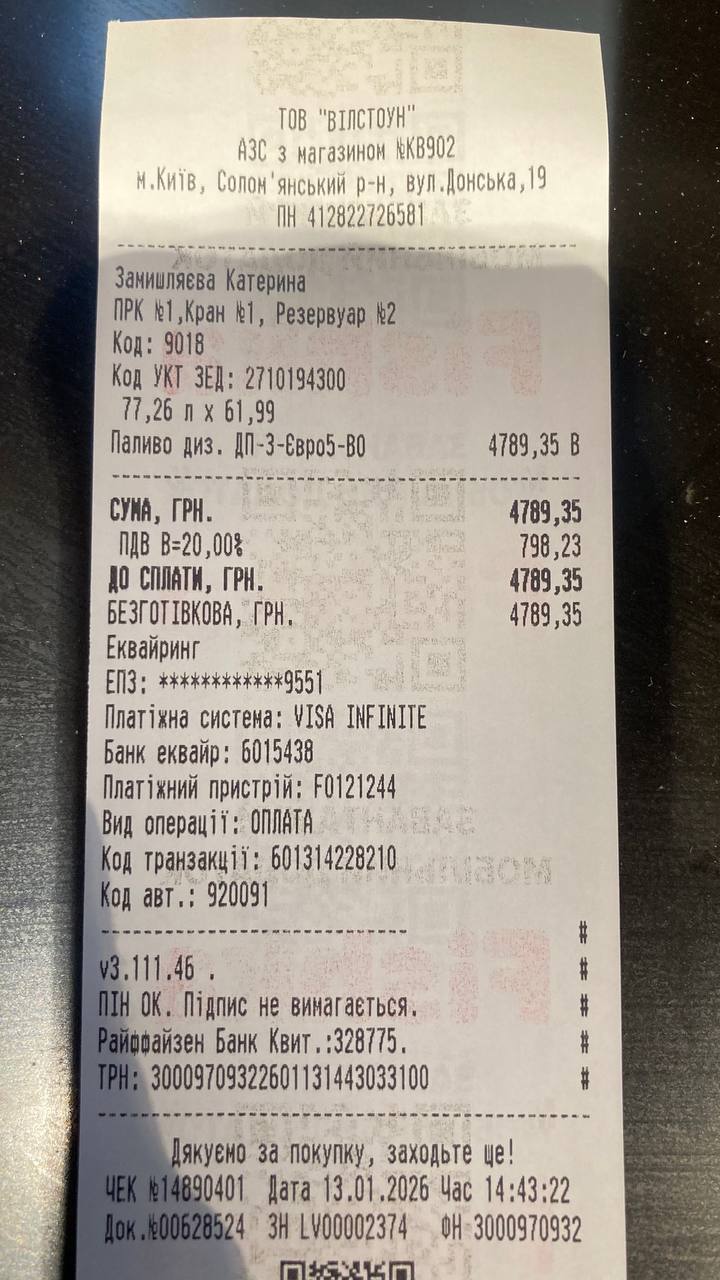 ТОВ "ВІЛСТОУН"
АЗС з магазином №КВ902
м.Київ, Солом'янський р-н, вул.Донська,19
ПН 412822726581
Замишляєва Катерина
ПРК №1,Кран №1, Резервуар №2
Код: 9018
Код УКТ ЗЕД: 2710194300
77,26 л x 61,99
Паливо диз. ДП-З-Євро5-В0 4789,35 В
СУМА, ГРН. 4789,35
ПДВ В=20,00% 798,23
ДО СПЛАТИ, ГРН. 4789,35
БЕЗГОТІВКОВА, ГРН. 4789,35
Еквайринг
ЕПЗ: ************9551
Платіжна система: VISA INFINITE
Банк еквайр: 6015438
Платіжний пристрій: F0121244
Вид операції: ОПЛАТА
Код транзакції: 601314228210
Код авт.: 920091
#
v3.111.46 . #
ПІН ОК. Підпис не вимагається. #
Райффайзен Банк Квит.:328775. #
ТРН: 30009709322601131443033100 #
Дякуємо за покупку, заходьте ще!
ЧЕК №14890401 Дата 13.01.2026 Час 14:43:22
Док.№00628524 ЗН LV00002374 ФН 3000970932